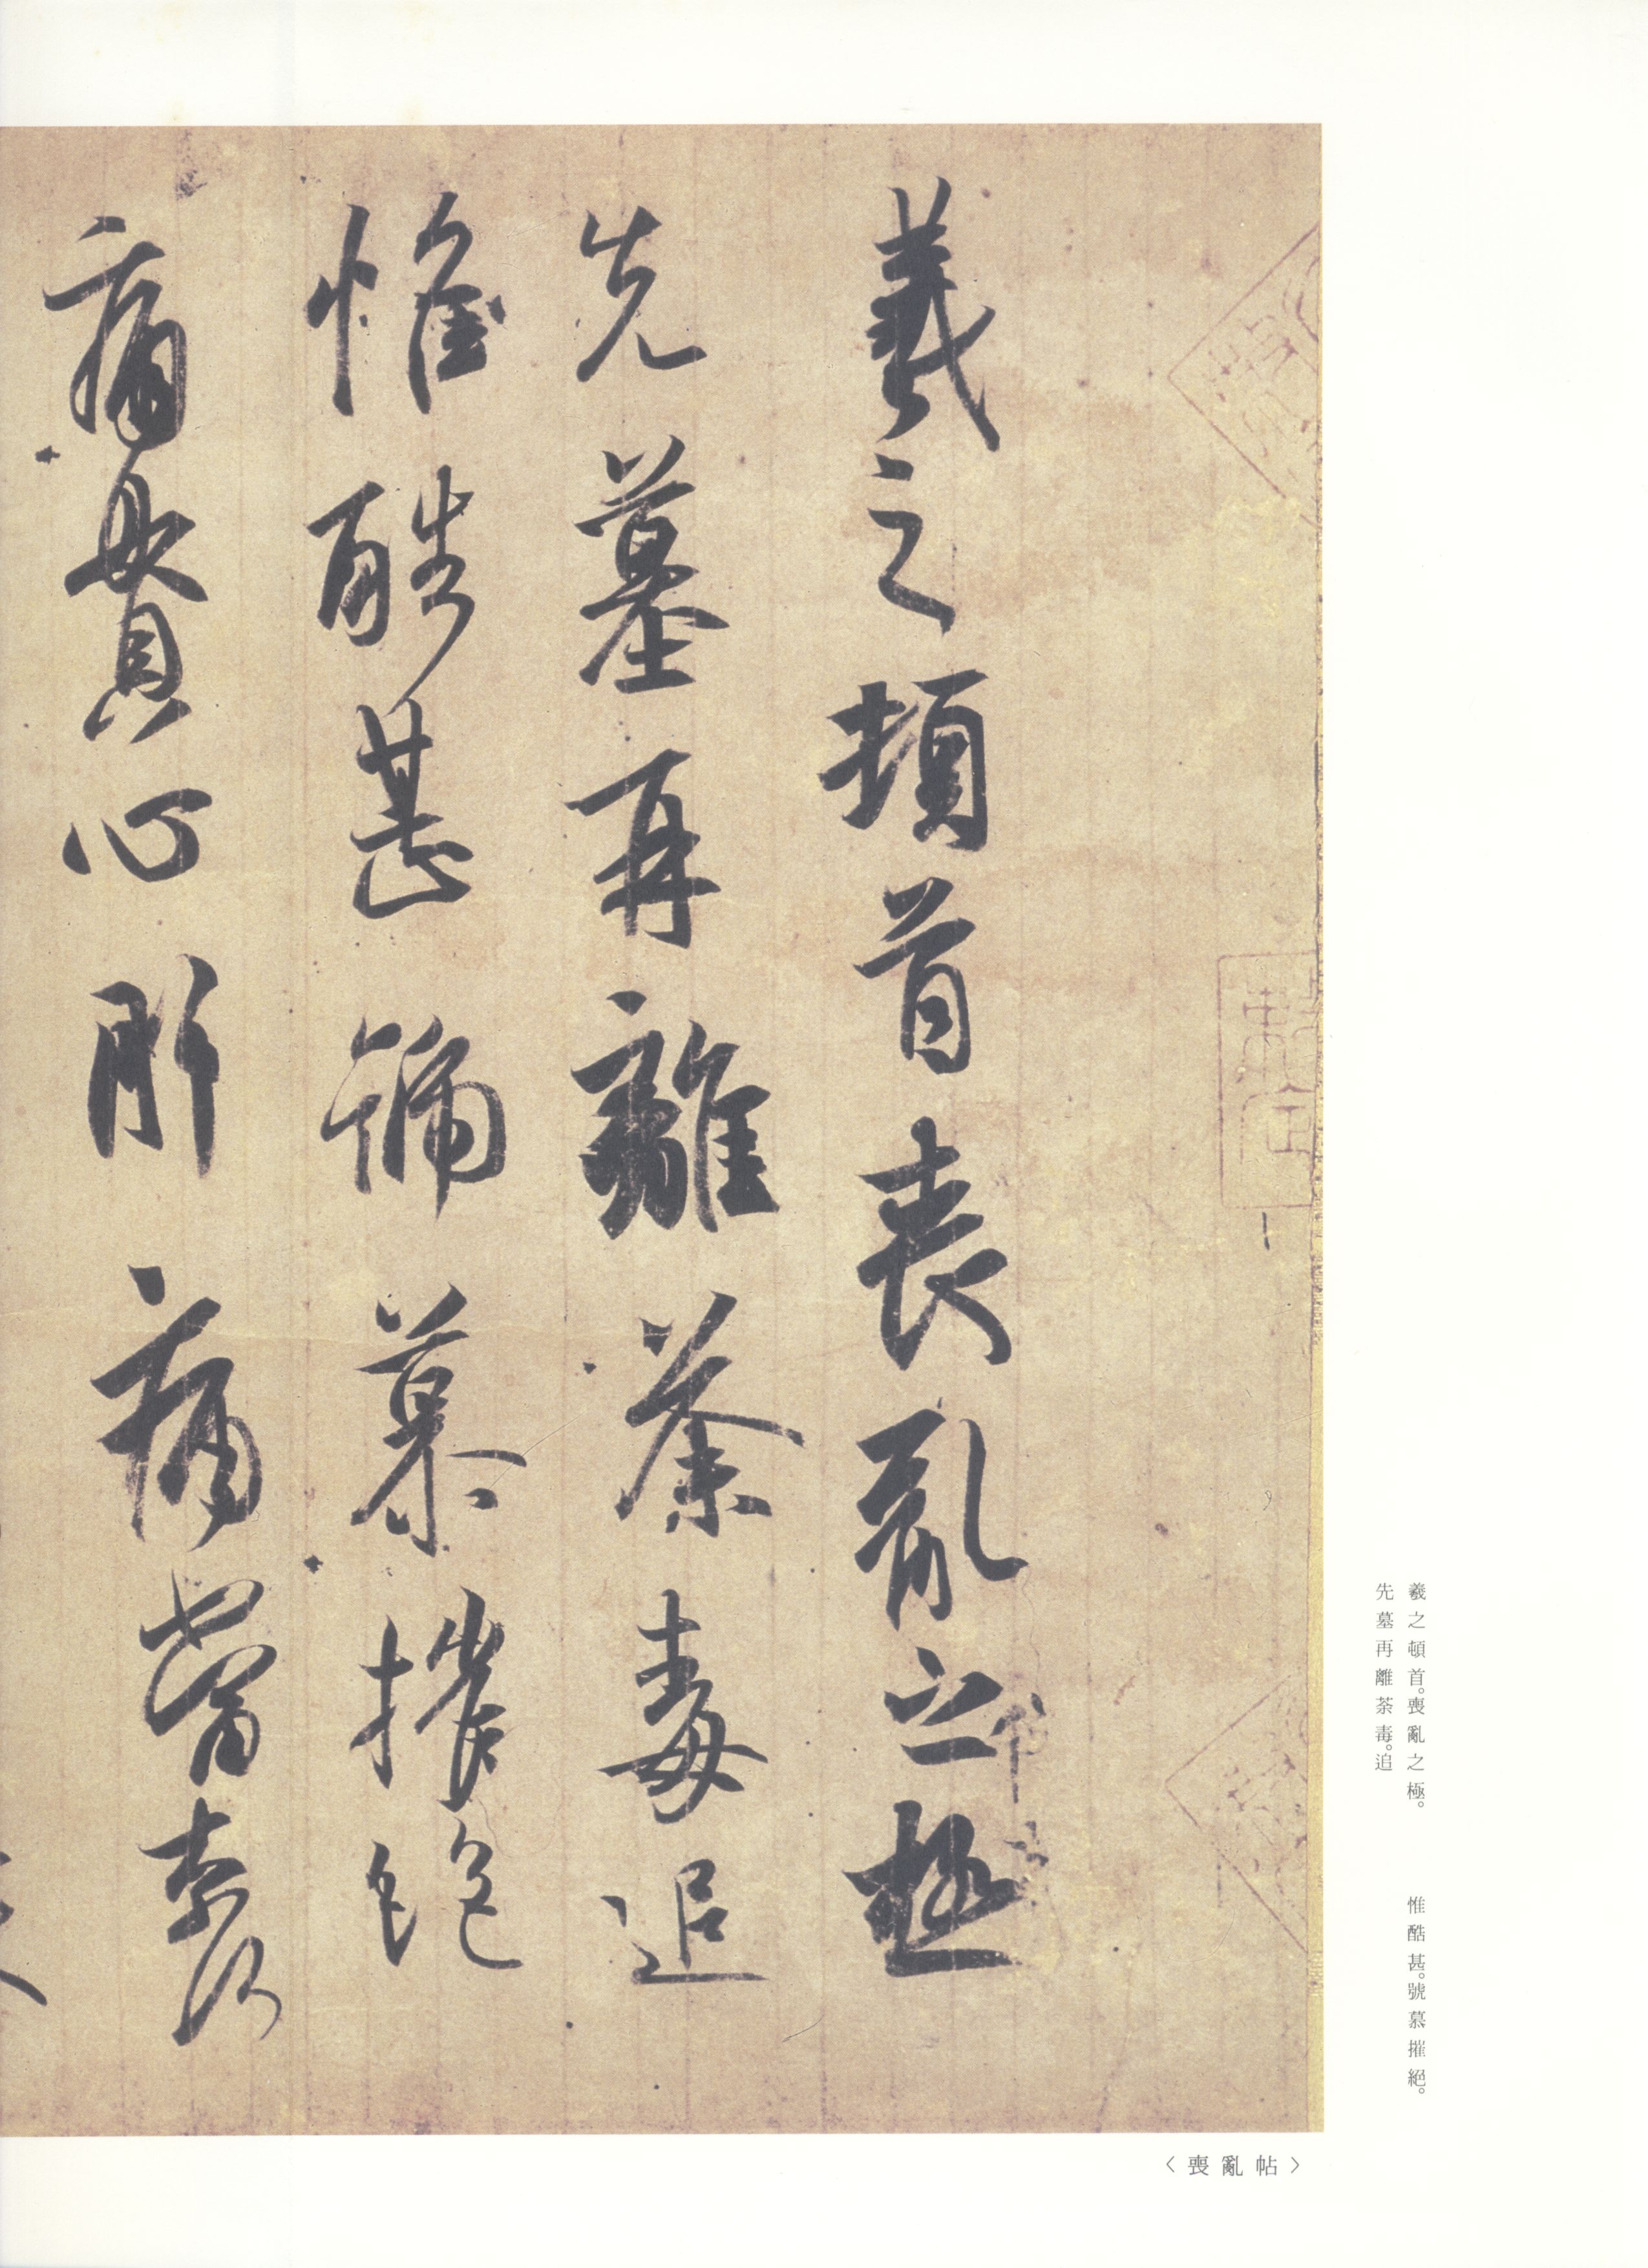 羲之頓首喪亂之極
先墓再離荼毒追
惟酷甚號慕摧絶
痛貫心肝痛當柰何
羲之頓首。喪亂之極。
先墓再離荼毒。追
惟酷甚。號慕摧絕。
〈喪亂帖〉